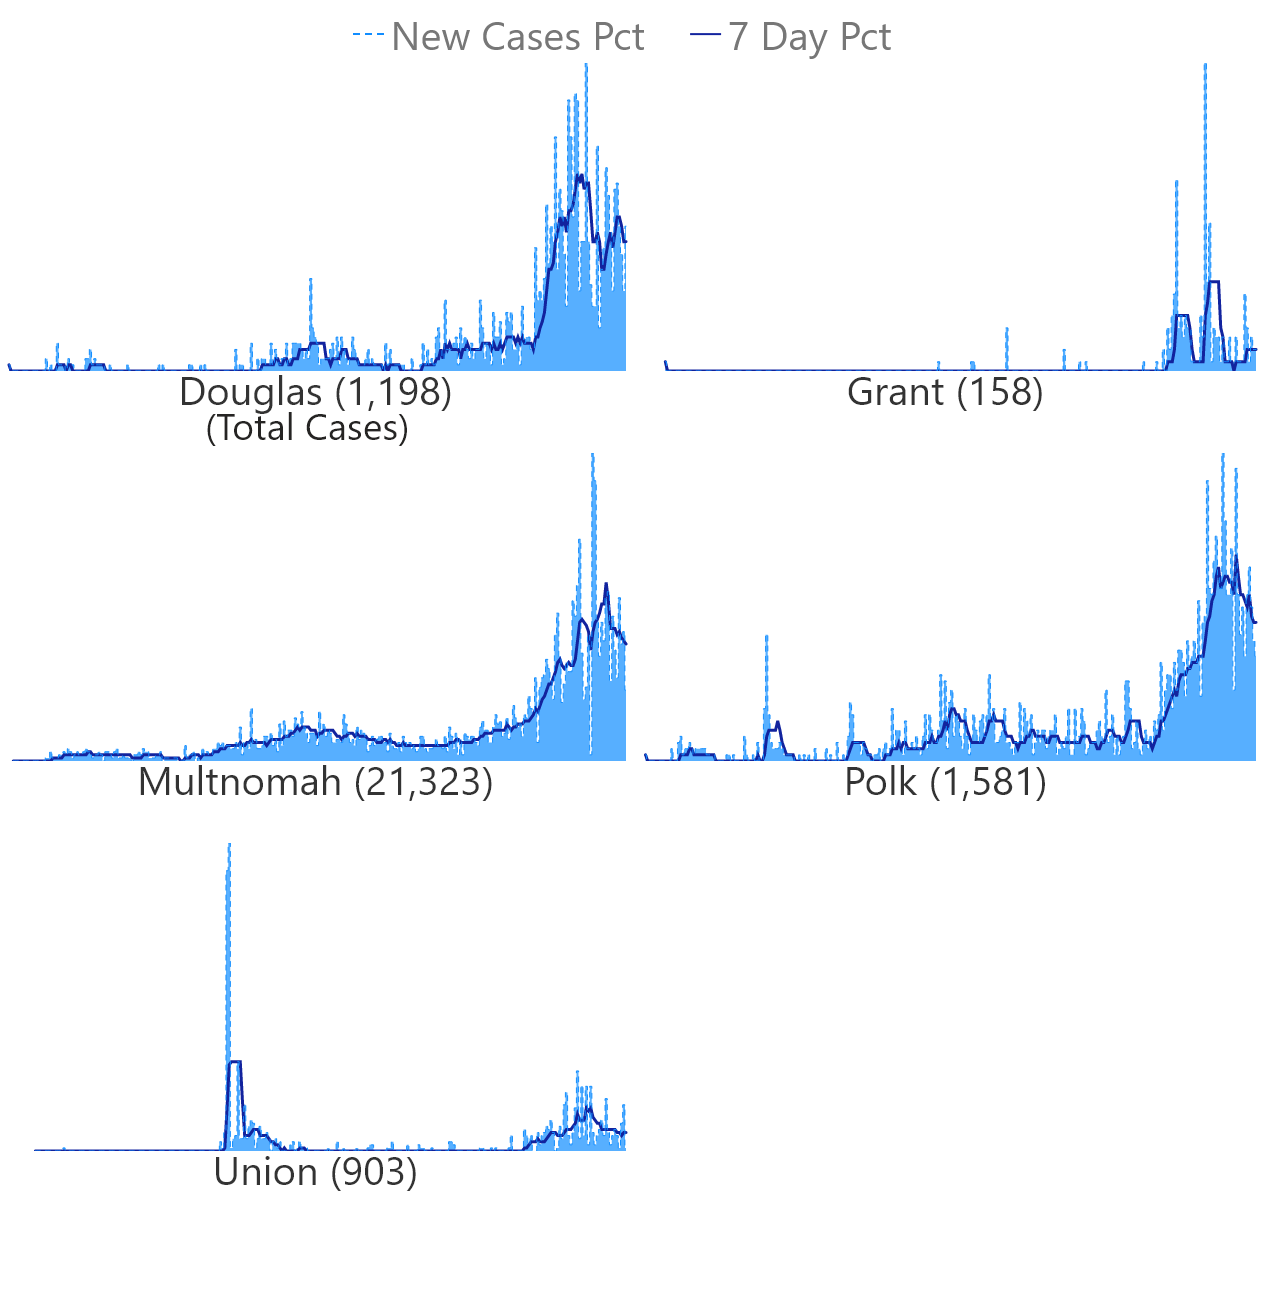 New Cases Pct 7 Day Pct
Douglas (1,198) Grant (158)
(Total Cases)
Multnomah (21,323) Polk (1,581)
Union (903)